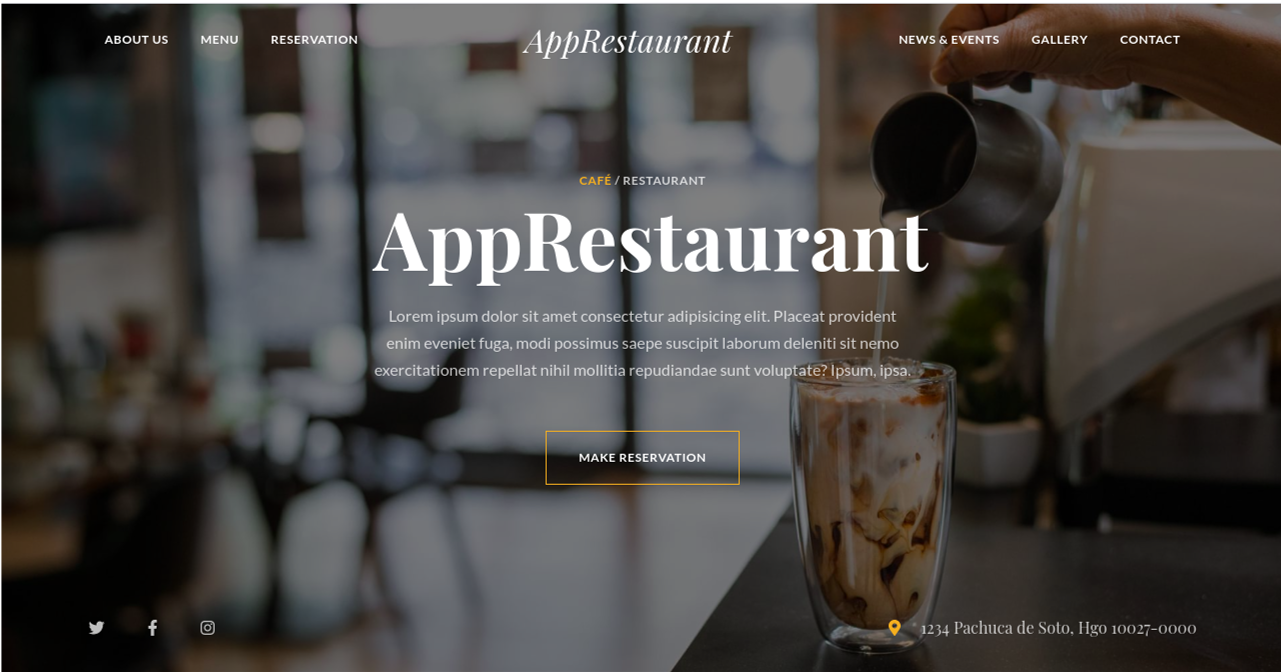 ABOUT US MENU RESERVATION AppRestaurant NEWS & EVENTS GALLERY CONTACT
CAFÉ / RESTAURANT
AppRestaurant
Lorem ipsum dolor sit amet consectetur adipisicing elit. Placeat provident
enim eveniet fuga, modi possimus saepe suscipit laborum deleniti sit nemo
exercitationem repellat nihil mollitia repudiandae sunt voluptate? Ipsum, ipsa.
MAKE RESERVATION
1234 Pachuca de Soto, Hgo 10027-0000